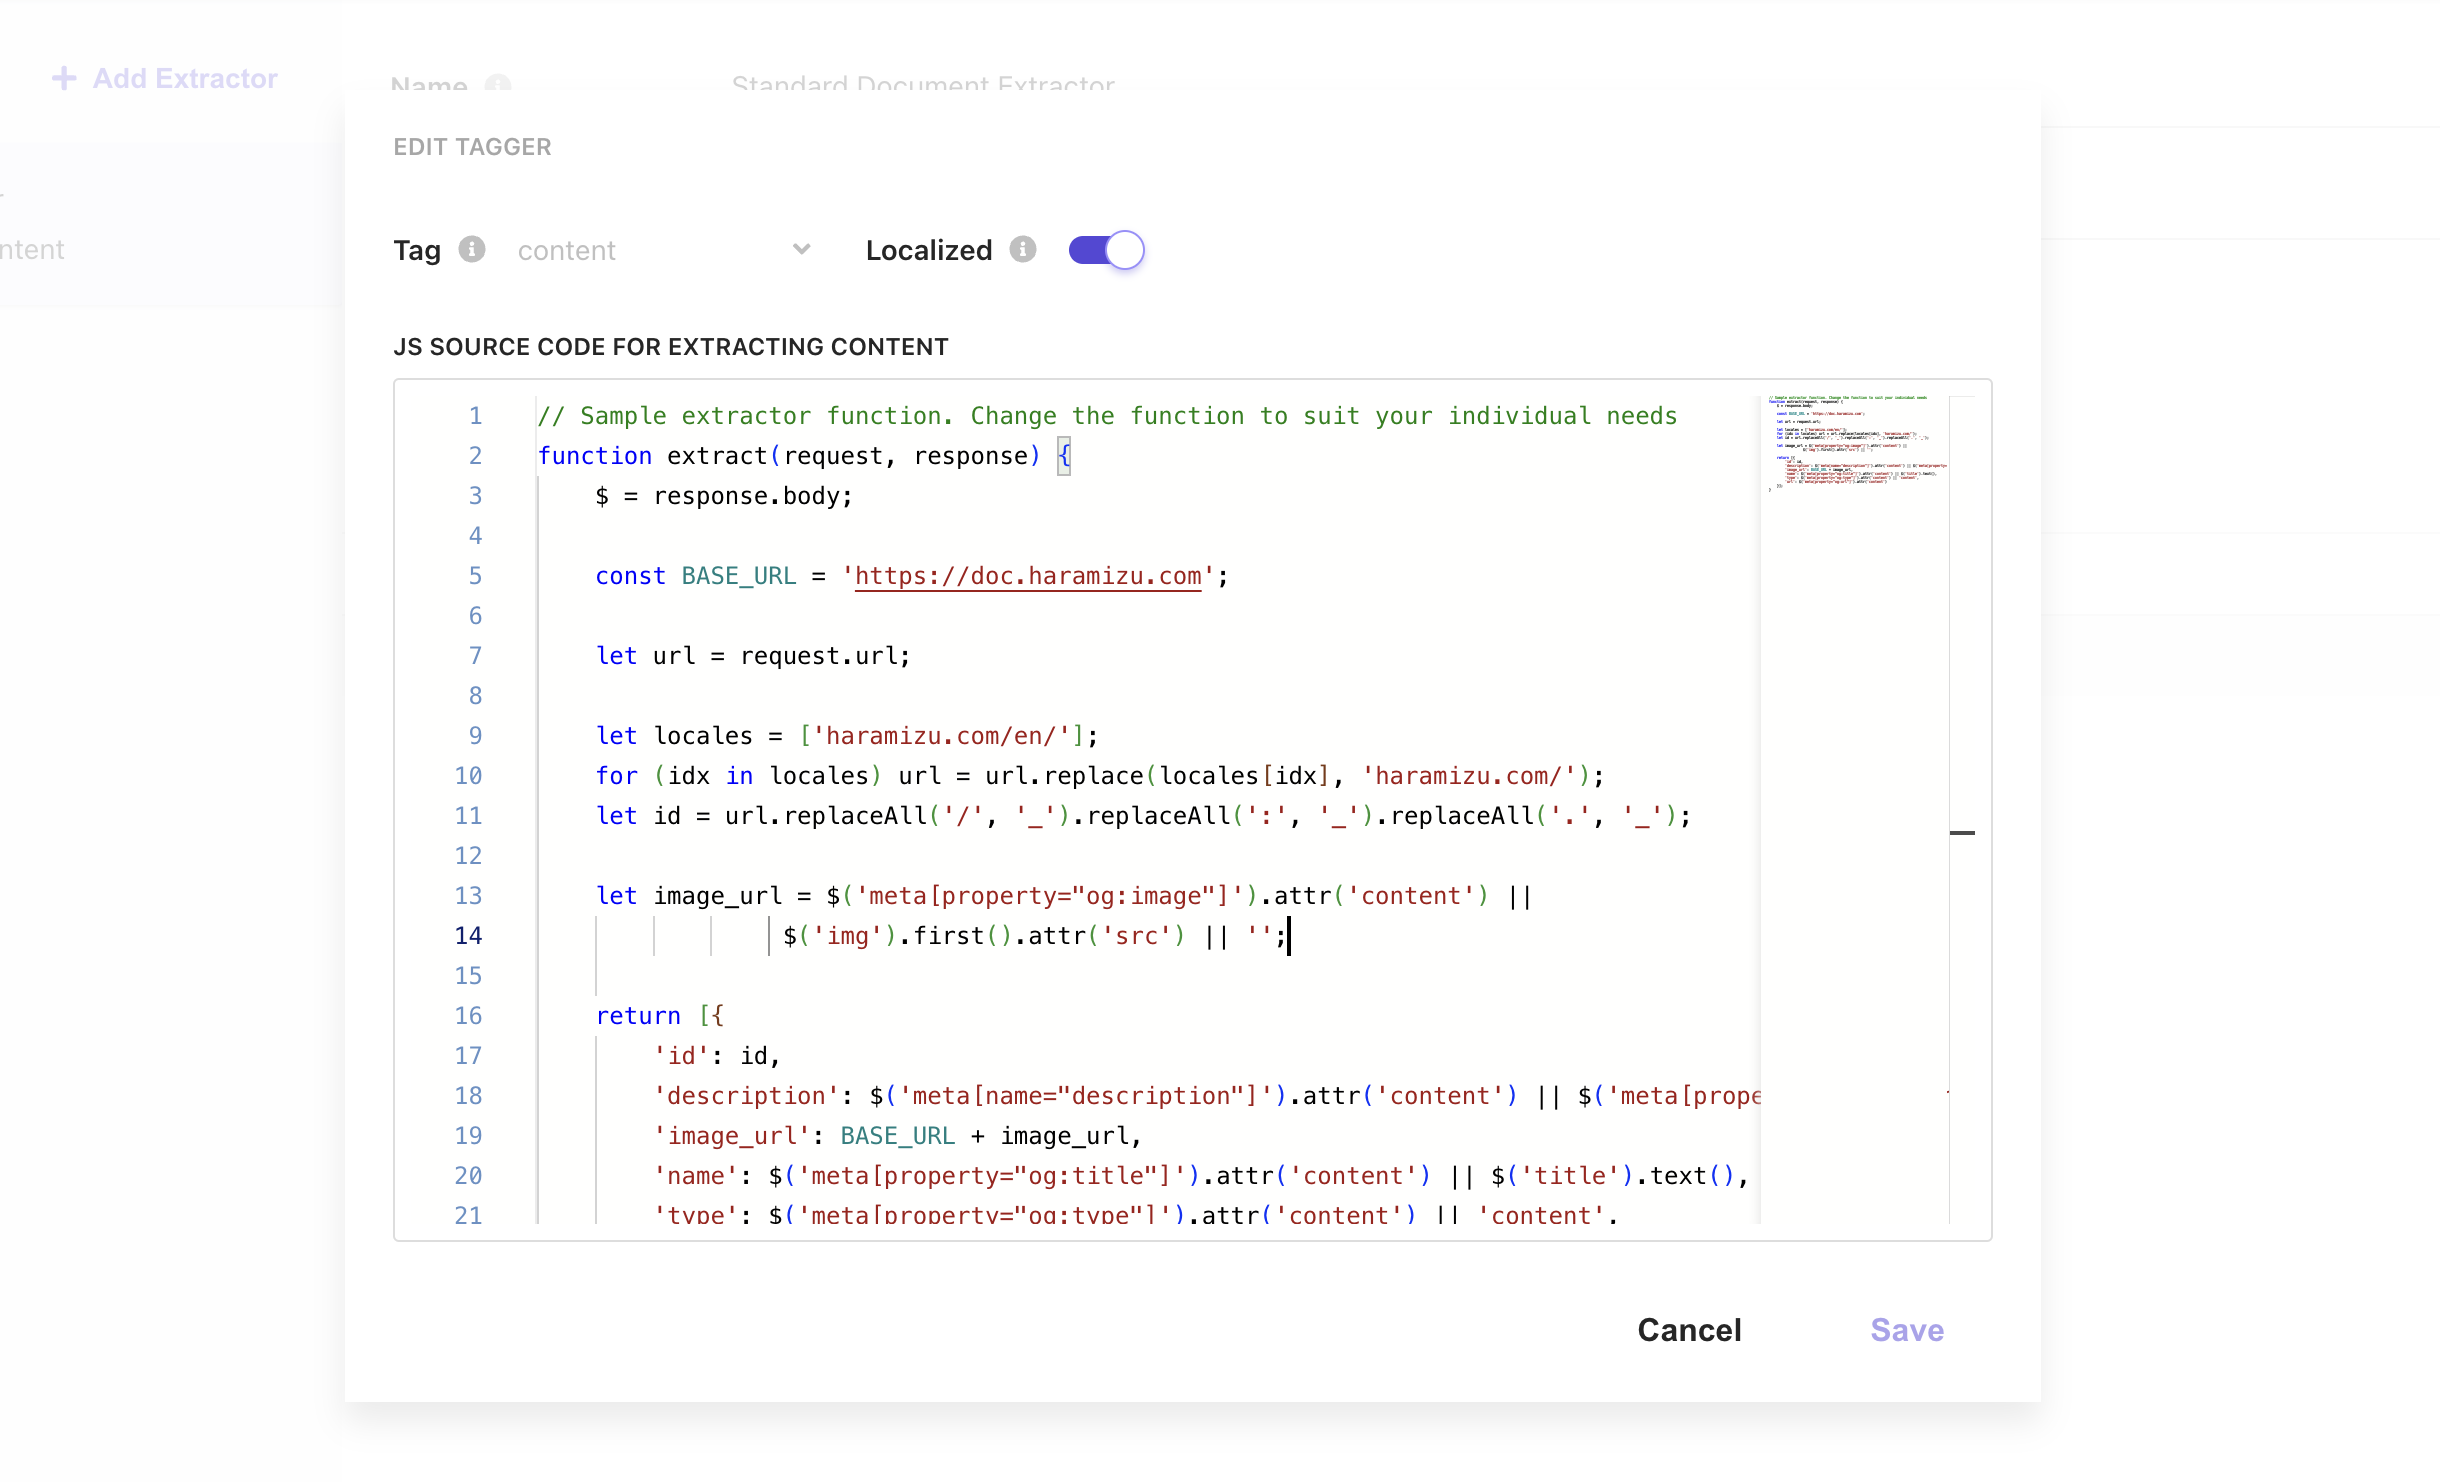 Add Extractor
Name
Standard Document Extractor
ntent
EDIT TAGGER
Tag content Localized
JS SOURCE CODE FOR EXTRACTING CONTENT
1 // Sample extractor function. Change the function to suit your individual needs
2 function extract(request, response) {
3 $ = response.body;
4
5 const BASE_URL = 'https://doc.haramizu.com';
6
7 let url = request.url;
8
9 let locales = ['haramizu.com/en/'];
10 for (idx in locales) url = url.replace(locales[idx], 'haramizu.com/');
11 let id = url.replaceAll('/', '_').replaceAll(':', '_').replaceAll('.', '_');
12
13 let image_url = $('meta[property="og:image"]').attr('content') ||
14 $('img').first().attr('src') || '';
15
16 return [{
17 'id': id,
18 'description': $('meta[name="description"]').attr('content') || $('meta[prope
19 'image_url': BASE_URL + image_url,
20 'name': $('meta[property="og:title"]').attr('content') || $('title').text(),
21 'type': $('meta[property="og:type"]').attr('content') || 'content',
Cancel Save